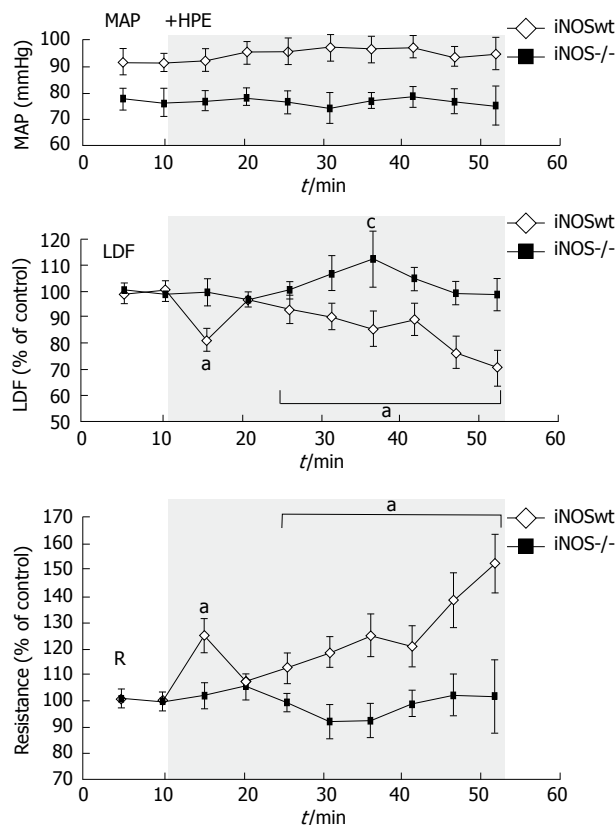 MAP +HPE
iNOSwt
iNOS-/-
MAP (mmHg)
100
90
80
70
60
0 10 20 30 40 50 60
t/min
LDF
c
iNOSwt
iNOS-/-
LDF (% of control)
120
110
100
90
80
70
60
50
a
a
0 10 20 30 40 50 60
t/min
a
iNOSwt
iNOS-/-
Resistance (% of control)
170
160
150
140
130
120
110
100
90
80
70
a
R
0 10 20 30 40 50 60
t/min